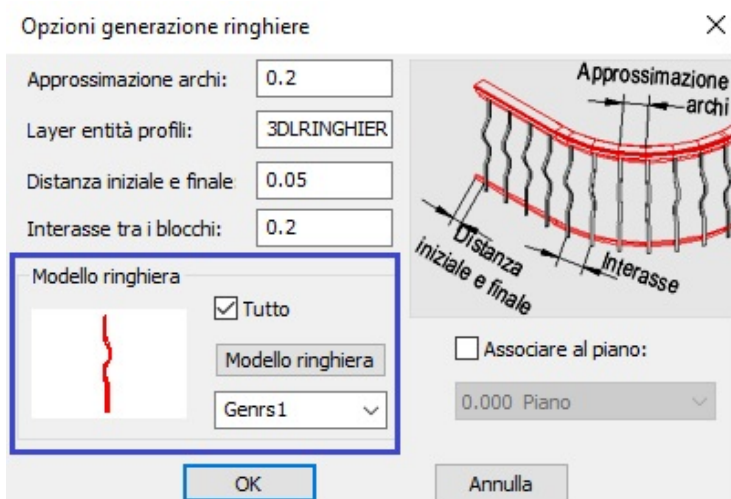 Opzioni generazione ringhiere
Approssimazione archi: 0.2
Layer entità profili: 3DLRINGHIER
Distanza iniziale e finale: 0.05
Interasse tra i blocchi: 0.2
Approssimazione
archi
Distanza
iniziale e finale
Interasse
Modello ringhiera
Tutto
Modello ringhiera
Genrs1
Associare al piano:
0.000 Piano
OK
Annulla